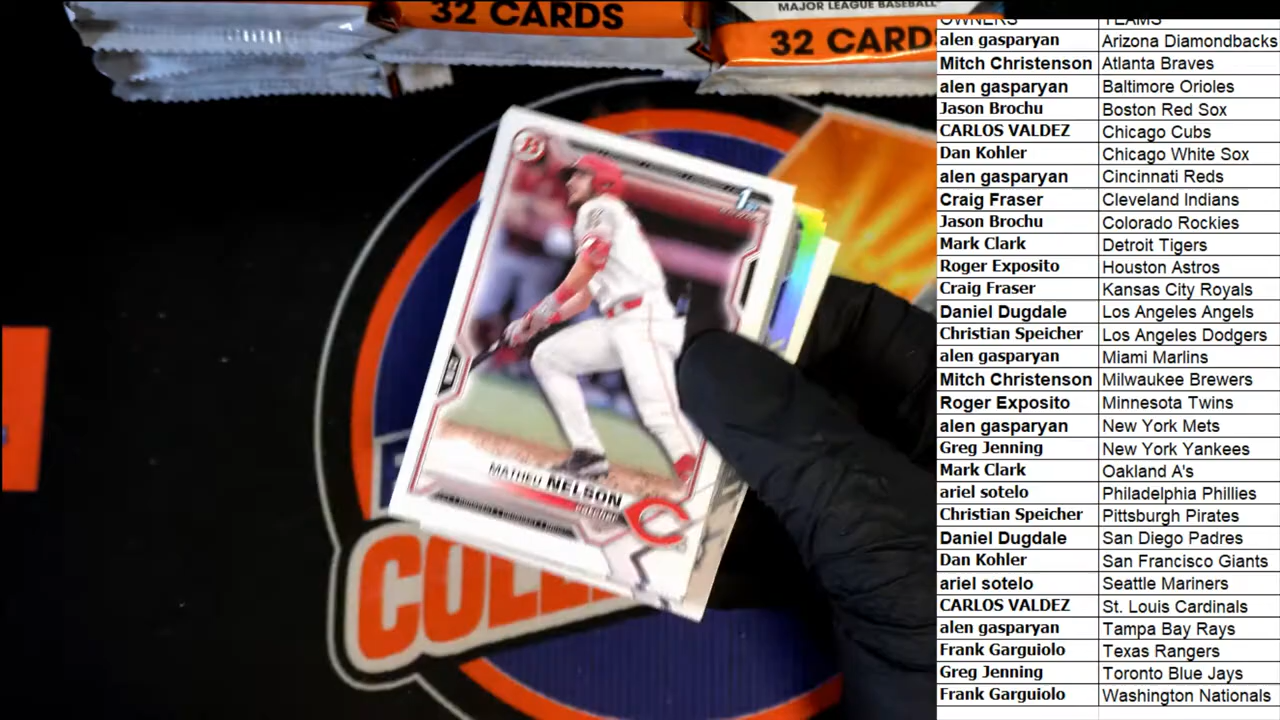 32 CARDS
MAJOR LEAGUE BASEBALL
32 CARD
OWNERS TEAMS
alen gasparyan Arizona Diamondbacks
Mitch Christenson Atlanta Braves
alen gasparyan Baltimore Orioles
Jason Brochu Boston Red Sox
CARLOS VALDEZ Chicago Cubs
Dan Kohler Chicago White Sox
alen gasparyan Cincinnati Reds
Craig Fraser Cleveland Indians
Jason Brochu Colorado Rockies
Mark Clark Detroit Tigers
Roger Exposito Houston Astros
Craig Fraser Kansas City Royals
Daniel Dugdale Los Angeles Angels
Christian Speicher Los Angeles Dodgers
alen gasparyan Miami Marlins
Mitch Christenson Milwaukee Brewers
Roger Exposito Minnesota Twins
alen gasparyan New York Mets
Greg Jenning New York Yankees
Mark Clark Oakland A's
ariel sotelo Philadelphia Phillies
Christian Speicher Pittsburgh Pirates
Daniel Dugdale San Diego Padres
Dan Kohler San Francisco Giants
ariel sotelo Seattle Mariners
CARLOS VALDEZ St. Louis Cardinals
alen gasparyan Tampa Bay Rays
Frank Garguiolo Texas Rangers
Greg Jenning Toronto Blue Jays
Frank Garguiolo Washington Nationals
B
1st
MATHEU NELSON
C
COLL